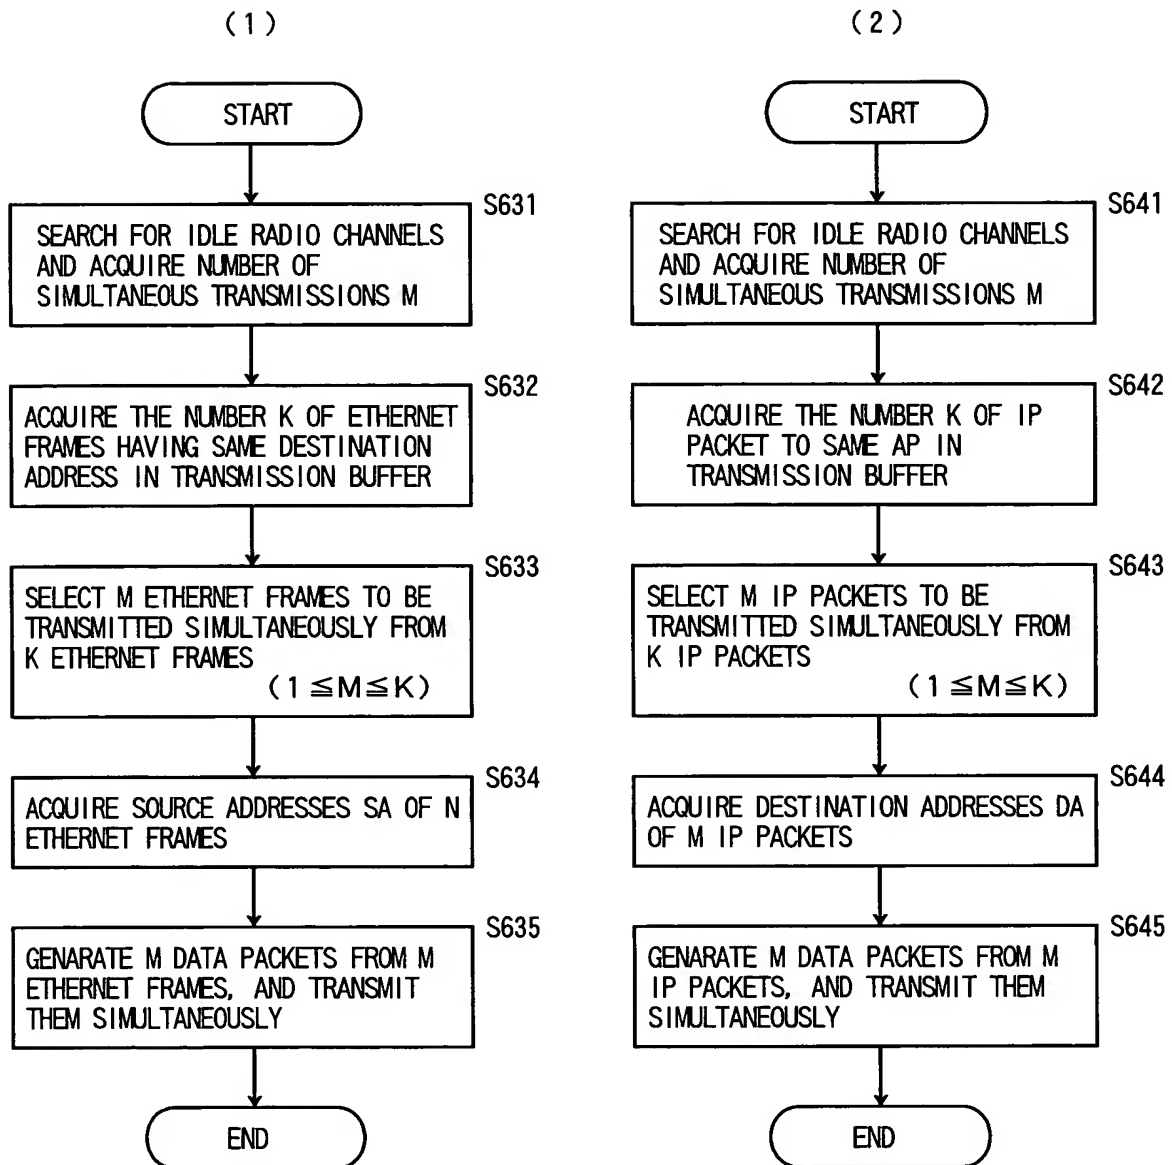 (1)
START
S631
SEARCH FOR IDLE RADIO CHANNELS
AND ACQUIRE NUMBER OF
SIMULTANEOUS TRANSMISSIONS M
S632
ACQUIRE THE NUMBER K OF ETHERNET
FRAMES HAVING SAME DESTINATION
ADDRESS IN TRANSMISSION BUFFER
S633
SELECT M ETHERNET FRAMES TO BE
TRANSMITTED SIMULTANEOUSLY FROM
K ETHERNET FRAMES
(1≦M≦K)
S634
ACQUIRE SOURCE ADDRESSES SA OF N
ETHERNET FRAMES
S635
GENARATE M DATA PACKETS FROM M
ETHERNET FRAMES, AND TRANSMIT
THEM SIMULTANEOUSLY
END
(2)
START
S641
SEARCH FOR IDLE RADIO CHANNELS
AND ACQUIRE NUMBER OF
SIMULTANEOUS TRANSMISSIONS M
S642
ACQUIRE THE NUMBER K OF IP
PACKET TO SAME AP IN
TRANSMISSION BUFFER
S643
SELECT M IP PACKETS TO BE
TRANSMITTED SIMULTANEOUSLY FROM
K IP PACKETS
(1≦M≦K)
S644
ACQUIRE DESTINATION ADDRESSES DA
OF M IP PACKETS
S645
GENARATE M DATA PACKETS FROM M
IP PACKETS, AND TRANSMIT THEM
SIMULTANEOUSLY
END